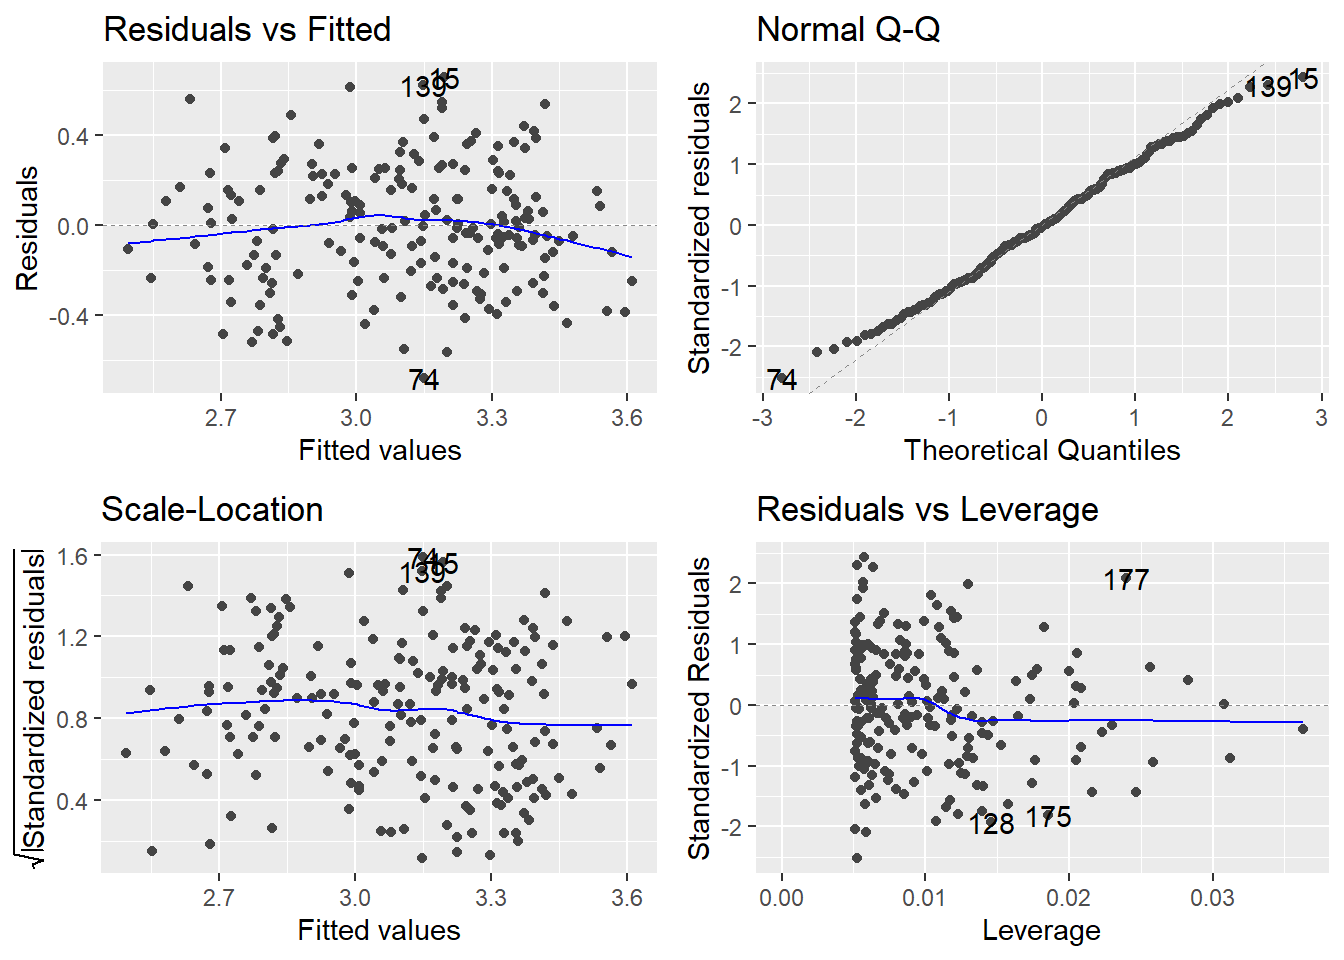 Residuals vs Fitted
Residuals
0.4
0.0
-0.4
139
15
74
2.7 3.0 3.3 3.6
Fitted values
Normal Q-Q
Standardized residuals
2
1
0
-1
-2
139
15
74
-3 -2 -1 0 1 2 3
Theoretical Quantiles
Scale-Location
√|Standardized residuals|
1.6
1.2
0.8
0.4
74
15
139
2.7 3.0 3.3 3.6
Fitted values
Residuals vs Leverage
Standardized Residuals
2
1
0
-1
-2
177
128
175
0.00 0.01 0.02 0.03
Leverage